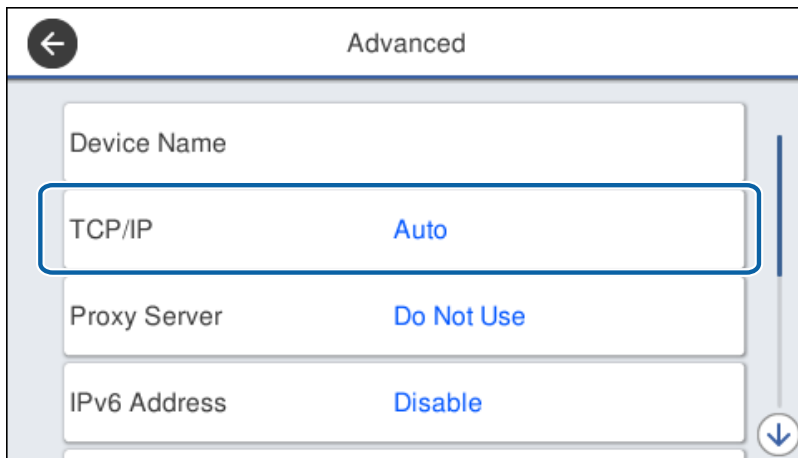 Advanced
Device Name
TCP/IP Auto
Proxy Server Do Not Use
IPv6 Address Disable